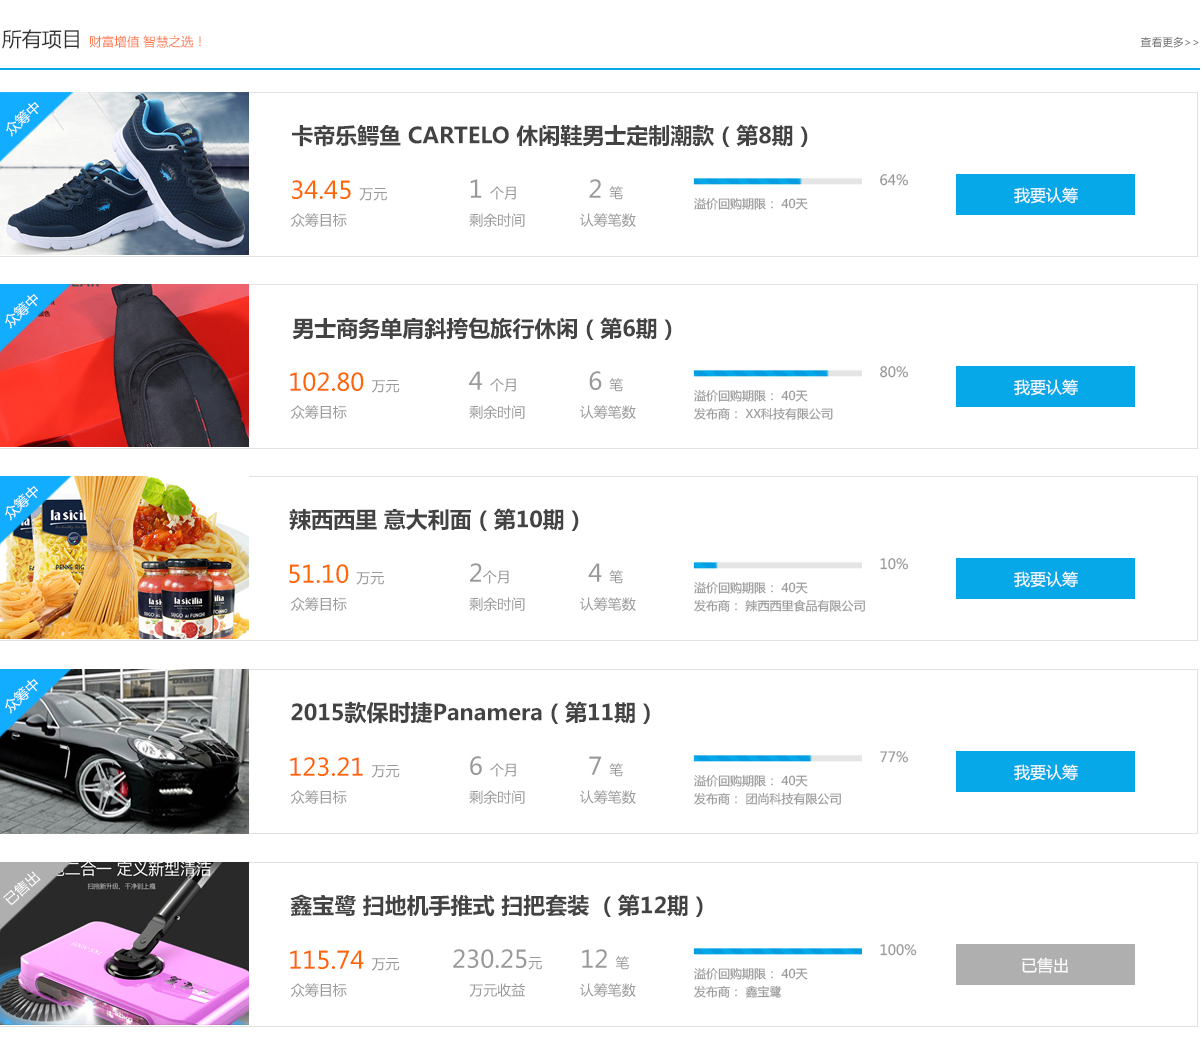 所有项目 财富增值 智慧之选！
查看更多>>
众筹中
卡帝乐鳄鱼 CARTELO 休闲鞋男士定制潮款（第8期）
34.45 万元 1 个月 2 笔 64%
众筹目标 剩余时间 认筹笔数 溢价回购期限： 40天
我要认筹
众筹中
男士商务单肩斜挎包旅行休闲（第6期）
102.80 万元 4 个月 6 笔 80%
众筹目标 剩余时间 认筹笔数 溢价回购期限： 40天
发布商： XX科技有限公司
我要认筹
众筹中
la sicilia
PENNE RIG
la sicilia
SUGO AI FUNGHI
辣西西里 意大利面（第10期）
51.10 万元 2个月 4 笔 10%
众筹目标 剩余时间 认筹笔数 溢价回购期限： 40天
发布商： 辣西西里食品有限公司
我要认筹
众筹中
2015款保时捷Panamera（第11期）
123.21 万元 6 个月 7 笔 77%
众筹目标 剩余时间 认筹笔数 溢价回购期限： 40天
发布商： 团尚科技有限公司
我要认筹
已售出
二合一 定义新型清洁
鑫宝鹭 扫地机手推式 扫把套装 （第12期）
115.74 万元 230.25元 12 笔 100%
众筹目标 万元收益 认筹笔数 溢价回购期限： 40天
发布商： 鑫宝鹭
已售出